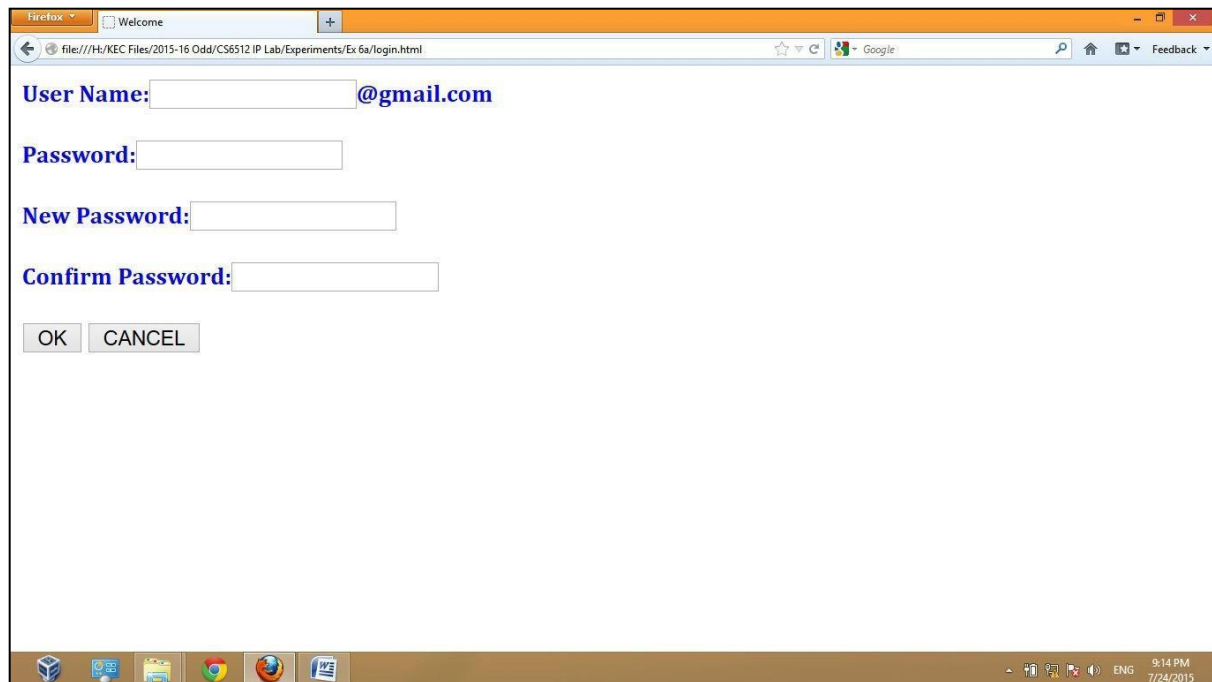 Firefox
Welcome
file:///H:/KEC Files/2015-16 Odd/CS6512 IP Lab/Experiments/Ex 6a/login.html
Google
Feedback
User Name:
@gmail.com
Password:
New Password:
Confirm Password:
OK CANCEL
ENG
9:14 PM
7/24/2015